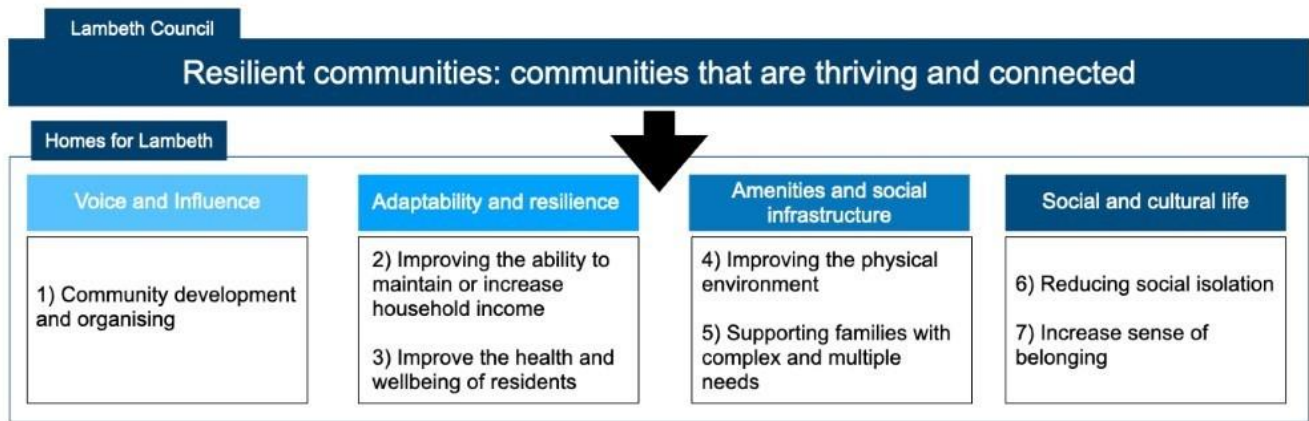 Lambeth Council
Resilient communities: communities that are thriving and connected
Homes for Lambeth
Voice and Influence
1) Community development
and organising
Adaptability and resilience
2) Improving the ability to
maintain or increase
household income
3) Improve the health and
wellbeing of residents
Amenities and social
infrastructure
4) Improving the physical
environment
5) Supporting families with
complex and multiple
needs
Social and cultural life
6) Reducing social isolation
7) Increase sense of
belonging